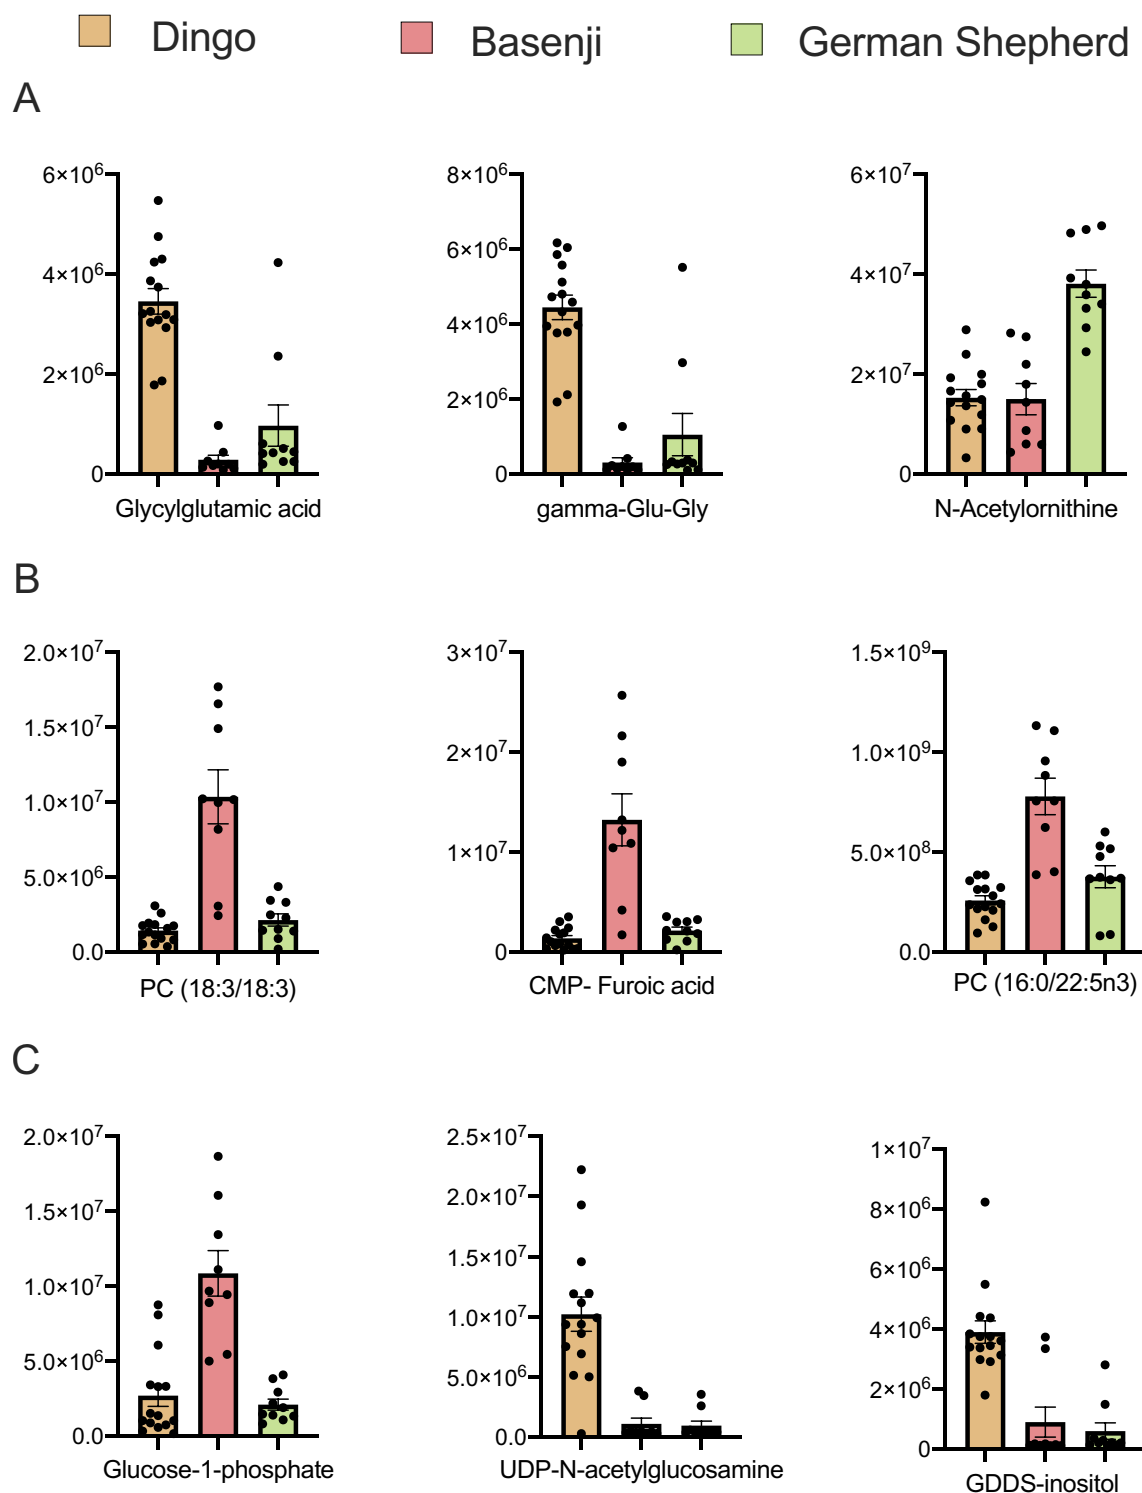 Dingo Basenji German Shepherd
A
6×10⁶ 8×10⁶ 6×10⁷
6×10⁶
4×10⁶ 4×10⁷
4×10⁶
2×10⁶ 2×10⁷
2×10⁶
0 0 0
Glycylglutamic acid gamma-Glu-Gly N-Acetylornithine
B
2.0×10⁷ 3×10⁷ 1.5×10⁹
1.5×10⁷
2×10⁷ 1.0×10⁹
1.0×10⁷
1×10⁷ 5.0×10⁸
5.0×10⁶
0.0 0 0.0
PC (18:3/18:3) CMP- Furoic acid PC (16:0/22:5n3)
C
2.0×10⁷ 2.5×10⁷ 1×10⁷
2.0×10⁷ 8×10⁶
1.5×10⁷
1.5×10⁷ 6×10⁶
1.0×10⁷
1.0×10⁷ 4×10⁶
5.0×10⁶ 5.0×10⁶ 2×10⁶
0.0 0.0 0
Glucose-1-phosphate UDP-N-acetylglucosamine GDDS-inositol